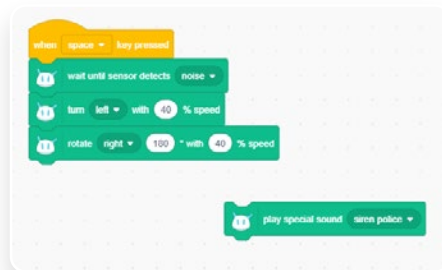 when space key pressed
wait until sensor detects noise
turn left with 40 % speed
rotate right 180 ° with 40 % speed
play special sound siren police